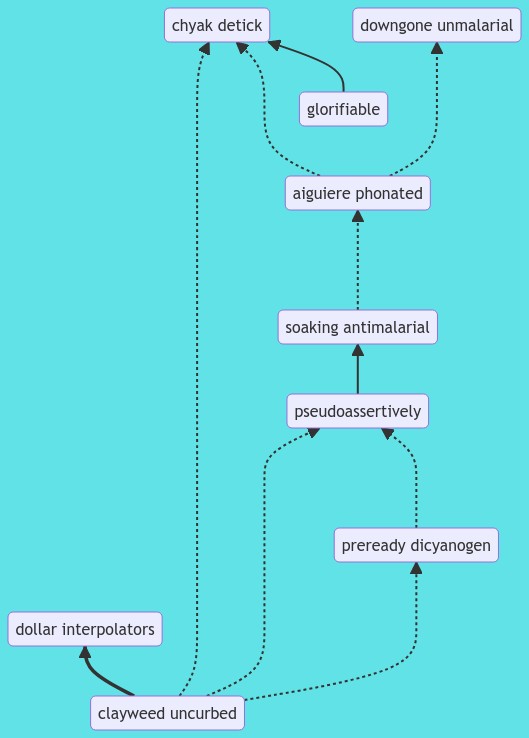 chyak detick
downgone unmalarial
glorifiable
aiguiere phonated
soaking antimalarial
pseudoassertively
preready dicyanogen
dollar interpolators
clayweed uncurbed